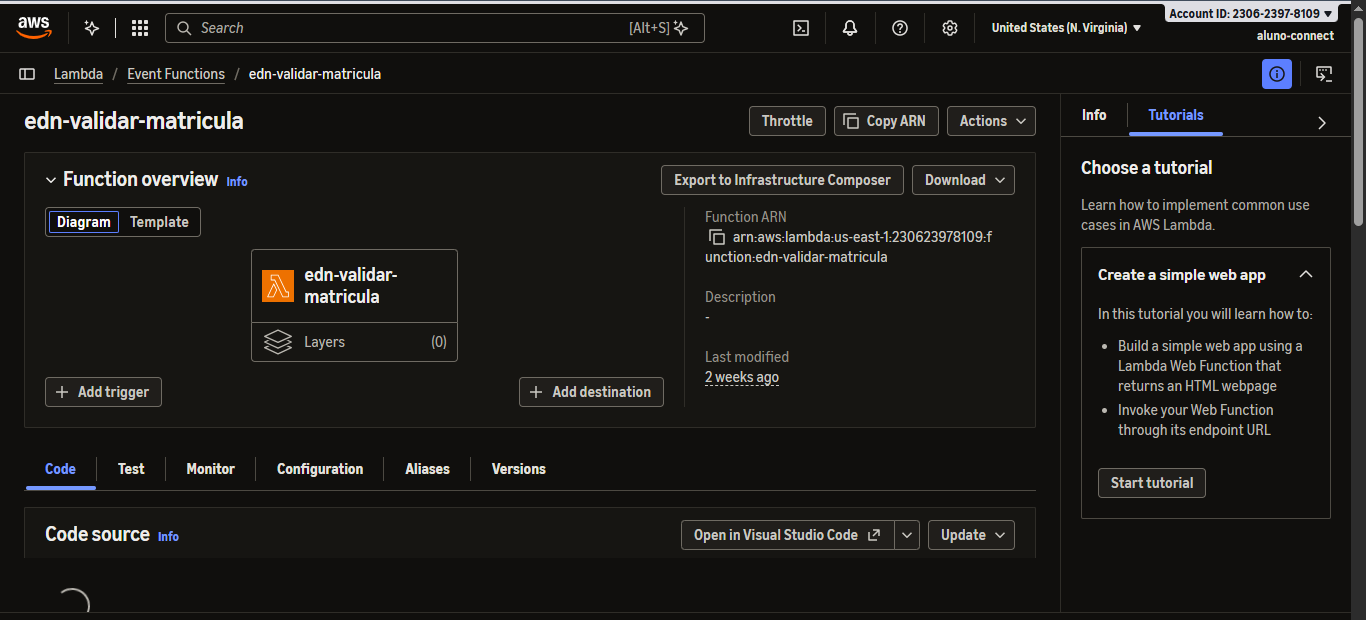 Account ID: 2306-2397-8109
aws
Search
[Alt+S]
United States (N. Virginia)
aluno-connect
Lambda / Event Functions / edn-validar-matricula
edn-validar-matricula
Throttle
Copy ARN
Actions
Function overview Info
Export to Infrastructure Composer
Download
Diagram
Template
edn-validar-
matricula
Layers
(0)
Add trigger
Add destination
Function ARN
arn:aws:lambda:us-east-1:230623978109:f
unction:edn-validar-matricula
Description
-
Last modified
2 weeks ago
Code
Test
Monitor
Configuration
Aliases
Versions
Code source Info
Open in Visual Studio Code
Update
Info
Tutorials
Choose a tutorial
Learn how to implement common use
cases in AWS Lambda.
Create a simple web app
In this tutorial you will learn how to:
• Build a simple web app using a
Lambda Web Function that
returns an HTML webpage
• Invoke your Web Function
through its endpoint URL
Start tutorial